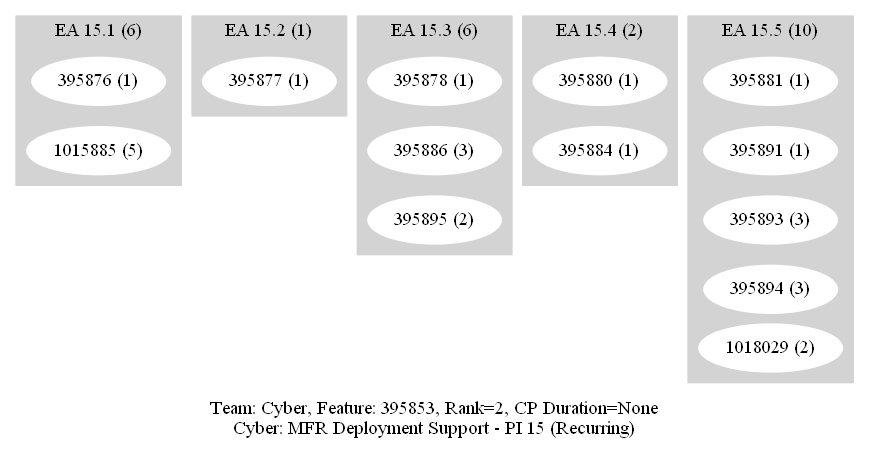 EA 15.1 (6)
395876 (1)
1015885 (5)
EA 15.2 (1)
395877 (1)
EA 15.3 (6)
395878 (1)
395886 (3)
395895 (2)
EA 15.4 (2)
395880 (1)
395884 (1)
EA 15.5 (10)
395881 (1)
395891 (1)
395893 (3)
395894 (3)
1018029 (2)
Team: Cyber, Feature: 395853, Rank=2, CP Duration=None
Cyber: MFR Deployment Support - PI 15 (Recurring)